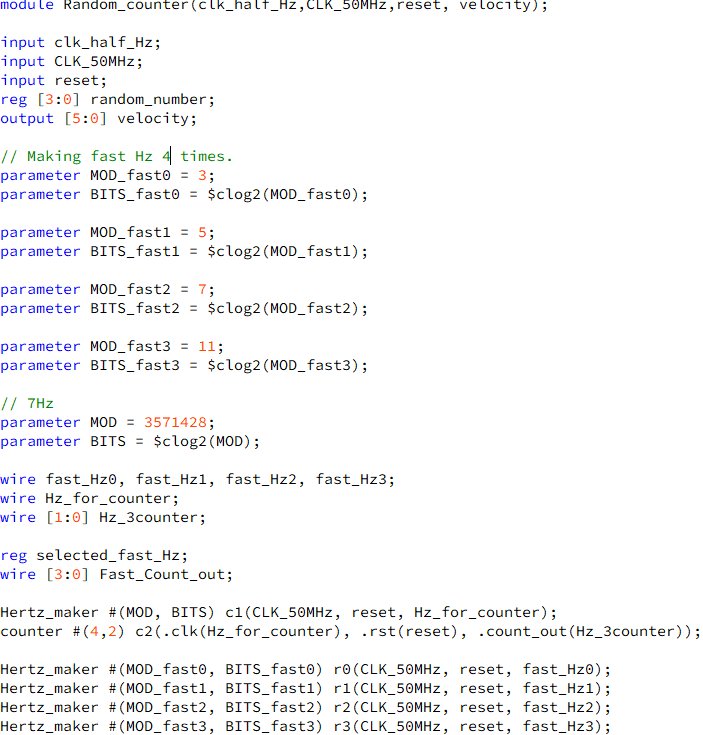 module Random_counter(clk_half_Hz,CLK_50MHz,reset, velocity);
input clk_half_Hz;
input CLK_50MHz;
input reset;
reg [3:0] random_number;
output [5:0] velocity;
// Making fast Hz 4 times.
parameter MOD_fast0 = 3;
parameter BITS_fast0 = $clog2(MOD_fast0);
parameter MOD_fast1 = 5;
parameter BITS_fast1 = $clog2(MOD_fast1);
parameter MOD_fast2 = 7;
parameter BITS_fast2 = $clog2(MOD_fast2);
parameter MOD_fast3 = 11;
parameter BITS_fast3 = $clog2(MOD_fast3);
// 7Hz
parameter MOD = 3571428;
parameter BITS = $clog2(MOD);
wire fast_Hz0, fast_Hz1, fast_Hz2, fast_Hz3;
wire Hz_for_counter;
wire [1:0] Hz_3counter;
reg selected_fast_Hz;
wire [3:0] Fast_Count_out;
Hertz_maker #(MOD, BITS) c1(CLK_50MHz, reset, Hz_for_counter);
counter #(4,2) c2(.clk(Hz_for_counter), .rst(reset), .count_out(Hz_3counter));
Hertz_maker #(MOD_fast0, BITS_fast0) r0(CLK_50MHz, reset, fast_Hz0);
Hertz_maker #(MOD_fast1, BITS_fast1) r1(CLK_50MHz, reset, fast_Hz1);
Hertz_maker #(MOD_fast2, BITS_fast2) r2(CLK_50MHz, reset, fast_Hz2);
Hertz_maker #(MOD_fast3, BITS_fast3) r3(CLK_50MHz, reset, fast_Hz3);